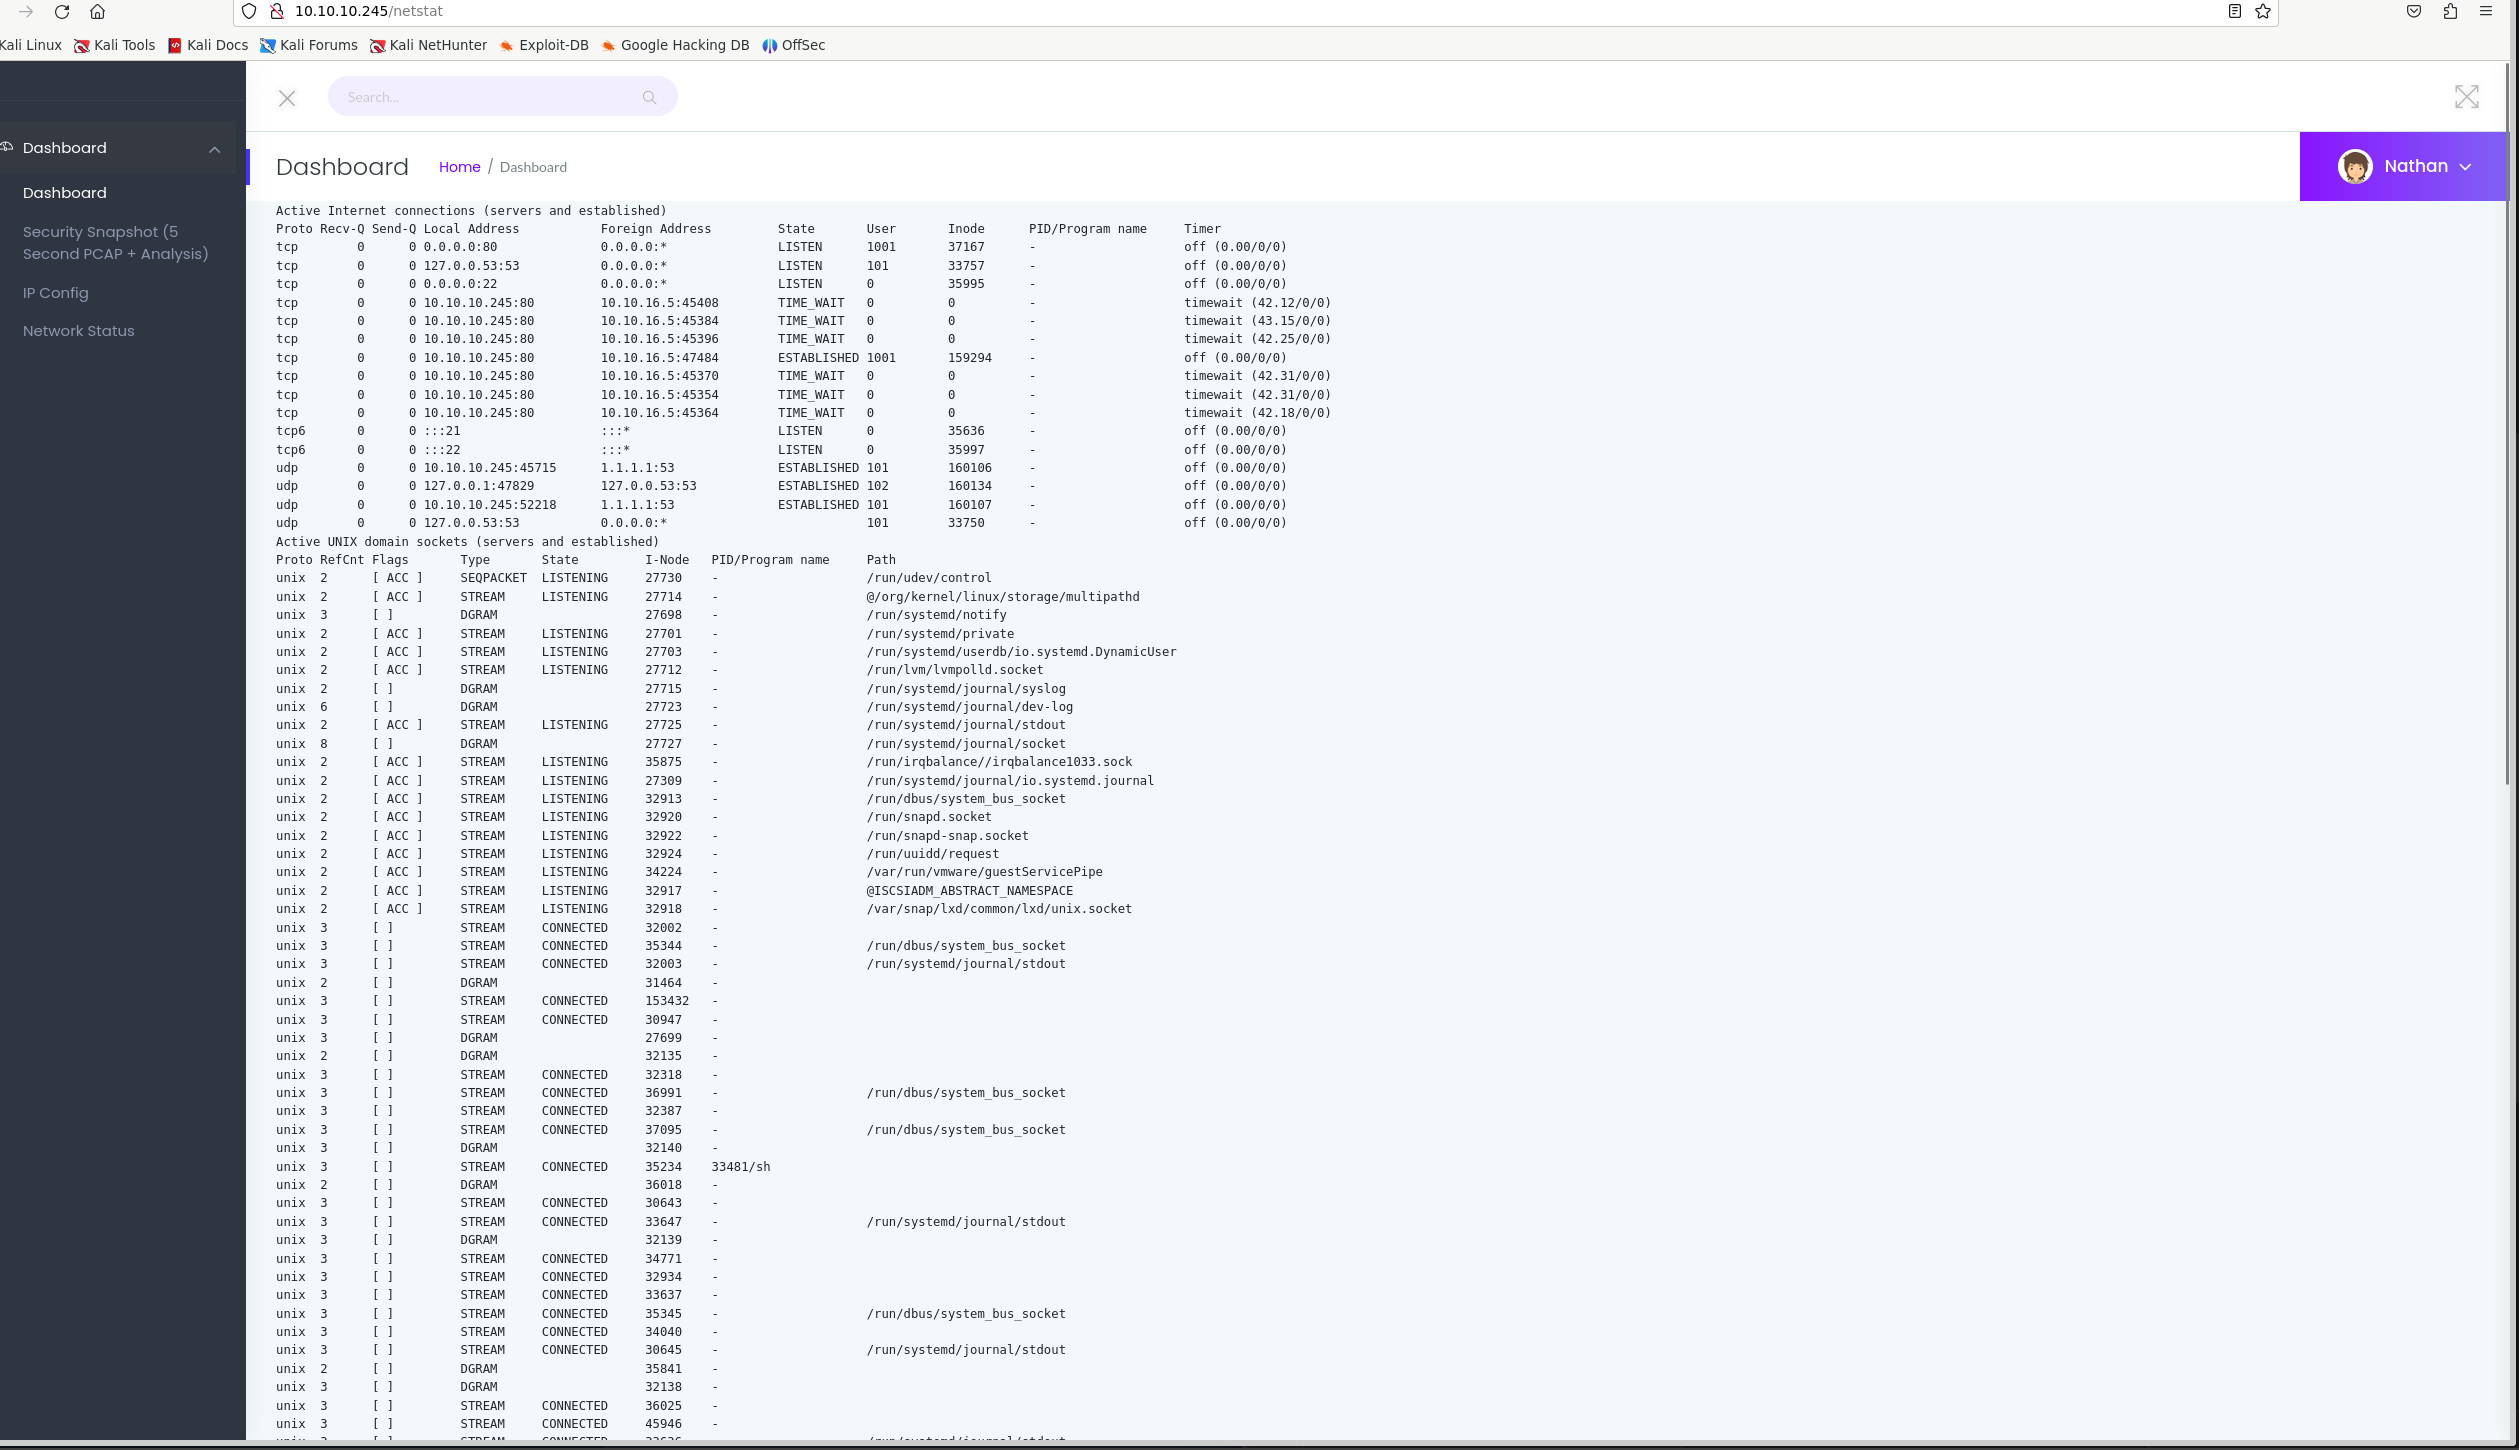 10.10.10.245/netstat
Kali Linux Kali Tools Kali Docs Kali Forums Kali NetHunter Exploit-DB Google Hacking DB OffSec
Search...
Dashboard
Dashboard
Security Snapshot (5
Second PCAP + Analysis)
IP Config
Network Status
Dashboard Home / Dashboard
Nathan
Active Internet connections (servers and established)
Proto Recv-Q Send-Q Local Address Foreign Address State User Inode PID/Program name Timer
tcp 0 0 0.0.0.0:80 0.0.0.0:* LISTEN 1001 37167 - off (0.00/0/0)
tcp 0 0 127.0.0.53:53 0.0.0.0:* LISTEN 101 33757 - off (0.00/0/0)
tcp 0 0 0.0.0.0:22 0.0.0.0:* LISTEN 0 35995 - off (0.00/0/0)
tcp 0 0 10.10.10.245:80 10.10.16.5:45408 TIME_WAIT 0 0 - timewait (42.12/0/0)
tcp 0 0 10.10.10.245:80 10.10.16.5:45384 TIME_WAIT 0 0 - timewait (43.15/0/0)
tcp 0 0 10.10.10.245:80 10.10.16.5:45396 TIME_WAIT 0 0 - timewait (42.25/0/0)
tcp 0 0 10.10.10.245:80 10.10.16.5:47484 ESTABLISHED 1001 159294 - off (0.00/0/0)
tcp 0 0 10.10.10.245:80 10.10.16.5:45370 TIME_WAIT 0 0 - timewait (42.31/0/0)
tcp 0 0 10.10.10.245:80 10.10.16.5:45354 TIME_WAIT 0 0 - timewait (42.31/0/0)
tcp 0 0 10.10.10.245:80 10.10.16.5:45364 TIME_WAIT 0 0 - timewait (42.18/0/0)
tcp6 0 0 :::21 :::* LISTEN 0 35636 - off (0.00/0/0)
tcp6 0 0 :::22 :::* LISTEN 0 35997 - off (0.00/0/0)
udp 0 0 10.10.10.245:45715 1.1.1.1:53 ESTABLISHED 101 160106 - off (0.00/0/0)
udp 0 0 127.0.0.1:47829 127.0.0.53:53 ESTABLISHED 102 160134 - off (0.00/0/0)
udp 0 0 10.10.10.245:52218 1.1.1.1:53 ESTABLISHED 101 160107 - off (0.00/0/0)
udp 0 0 127.0.0.53:53 0.0.0.0:* 101 33750 - off (0.00/0/0)
Active UNIX domain sockets (servers and established)
Proto RefCnt Flags Type State I-Node PID/Program name Path
unix 2 [ ACC ] SEQPACKET LISTENING 27730 - /run/udev/control
unix 2 [ ACC ] STREAM LISTENING 27714 - @/org/kernel/linux/storage/multipathd
unix 3 [ ] DGRAM 27698 - /run/systemd/notify
unix 2 [ ACC ] STREAM LISTENING 27701 - /run/systemd/private
unix 2 [ ACC ] STREAM LISTENING 27703 - /run/systemd/userdb/io.systemd.DynamicUser
unix 2 [ ACC ] STREAM LISTENING 27712 - /run/lvm/lvmpolld.socket
unix 2 [ ] DGRAM 27715 - /run/systemd/journal/syslog
unix 6 [ ] DGRAM 27723 - /run/systemd/journal/dev-log
unix 2 [ ACC ] STREAM LISTENING 27725 - /run/systemd/journal/stdout
unix 8 [ ] DGRAM 27727 - /run/systemd/journal/socket
unix 2 [ ACC ] STREAM LISTENING 35875 - /run/irqbalance//irqbalance1033.sock
unix 2 [ ACC ] STREAM LISTENING 27309 - /run/systemd/journal/io.systemd.journal
unix 2 [ ACC ] STREAM LISTENING 32913 - /run/dbus/system_bus_socket
unix 2 [ ACC ] STREAM LISTENING 32920 - /run/snapd.socket
unix 2 [ ACC ] STREAM LISTENING 32922 - /run/snapd-snap.socket
unix 2 [ ACC ] STREAM LISTENING 32924 - /run/uuidd/request
unix 2 [ ACC ] STREAM LISTENING 34224 - /var/run/vmware/guestServicePipe
unix 2 [ ACC ] STREAM LISTENING 32917 - @ISCSIADM_ABSTRACT_NAMESPACE
unix 2 [ ACC ] STREAM LISTENING 32918 - /var/snap/lxd/common/lxd/unix.socket
unix 3 [ ] STREAM CONNECTED 32002 -
unix 3 [ ] STREAM CONNECTED 35344 - /run/dbus/system_bus_socket
unix 3 [ ] STREAM CONNECTED 32003 - /run/systemd/journal/stdout
unix 2 [ ] DGRAM 31464 -
unix 3 [ ] STREAM CONNECTED 153432 -
unix 3 [ ] STREAM CONNECTED 30947 -
unix 3 [ ] DGRAM 27699 -
unix 2 [ ] DGRAM 32135 -
unix 3 [ ] STREAM CONNECTED 32318 -
unix 3 [ ] STREAM CONNECTED 36991 - /run/dbus/system_bus_socket
unix 3 [ ] STREAM CONNECTED 32387 -
unix 3 [ ] STREAM CONNECTED 37095 - /run/dbus/system_bus_socket
unix 3 [ ] DGRAM 32140 -
unix 3 [ ] STREAM CONNECTED 35234 33481/sh
unix 2 [ ] DGRAM 36018 -
unix 3 [ ] STREAM CONNECTED 30643 -
unix 3 [ ] STREAM CONNECTED 33647 - /run/systemd/journal/stdout
unix 3 [ ] DGRAM 32139 -
unix 3 [ ] STREAM CONNECTED 34771 -
unix 3 [ ] STREAM CONNECTED 32934 -
unix 3 [ ] STREAM CONNECTED 33637 -
unix 3 [ ] STREAM CONNECTED 35345 - /run/dbus/system_bus_socket
unix 3 [ ] STREAM CONNECTED 34040 -
unix 3 [ ] STREAM CONNECTED 30645 - /run/systemd/journal/stdout
unix 2 [ ] DGRAM 35841 -
unix 3 [ ] DGRAM 32138 -
unix 3 [ ] STREAM CONNECTED 36025 -
unix 3 [ ] STREAM CONNECTED 45946 -